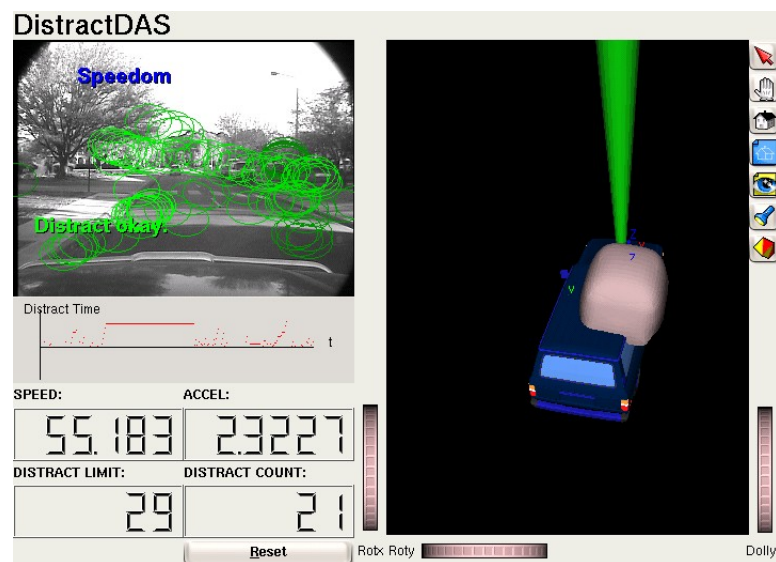 DistractDAS
Speedom
Distract okay.
Distract Time
t
SPEED:
ACCEL:
55.183
2.3227
DISTRACT LIMIT:
DISTRACT COUNT:
29
21
Reset
Rotx Roty
Dolly
Z
Y